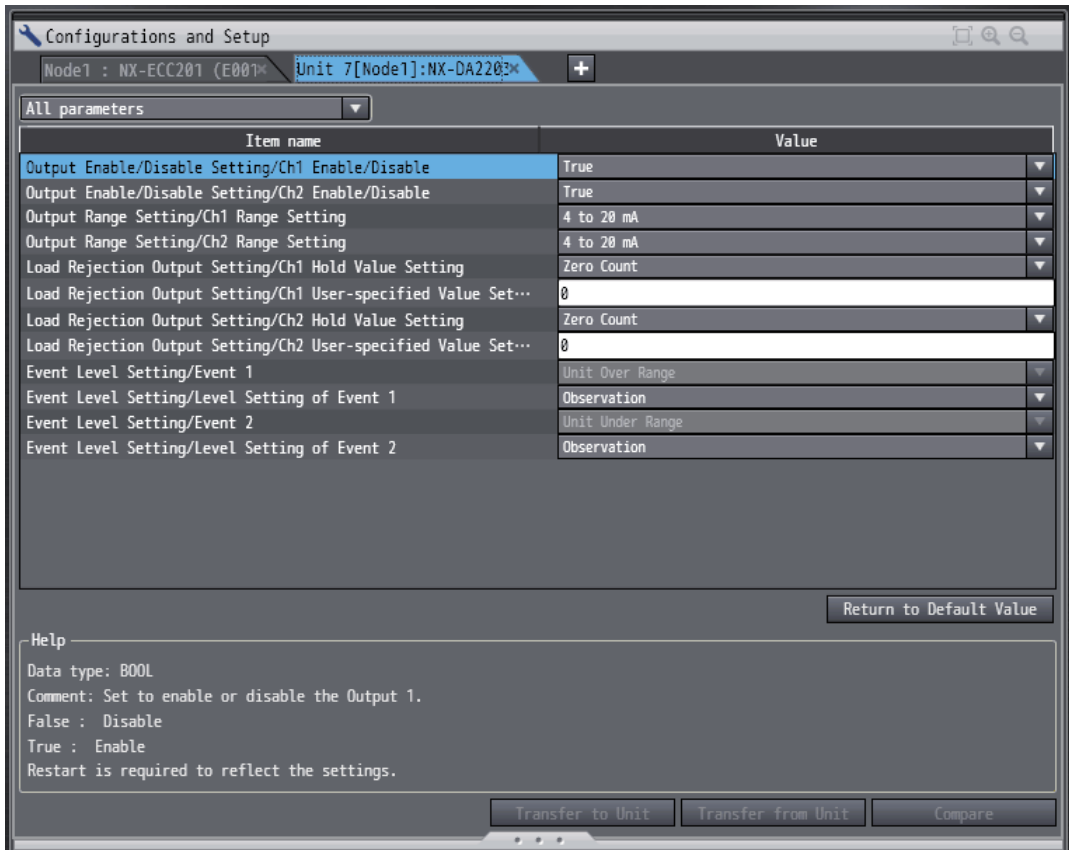 Configurations and Setup
Node1 : NX-ECC201 (E001 Unit 7[Node1]:NX-DA2203
All parameters
Item name Value
Output Enable/Disable Setting/Ch1 Enable/Disable True
Output Enable/Disable Setting/Ch2 Enable/Disable True
Output Range Setting/Ch1 Range Setting 4 to 20 mA
Output Range Setting/Ch2 Range Setting 4 to 20 mA
Load Rejection Output Setting/Ch1 Hold Value Setting Zero Count
Load Rejection Output Setting/Ch1 User-specified Value Set… 0
Load Rejection Output Setting/Ch2 Hold Value Setting Zero Count
Load Rejection Output Setting/Ch2 User-specified Value Set… 0
Event Level Setting/Event 1 Unit Over Range
Event Level Setting/Level Setting of Event 1 Observation
Event Level Setting/Event 2 Unit Under Range
Event Level Setting/Level Setting of Event 2 Observation
Return to Default Value
Help
Data type: BOOL
Comment: Set to enable or disable the Output 1.
False : Disable
True : Enable
Restart is required to reflect the settings.
Transfer to Unit Transfer from Unit Compare